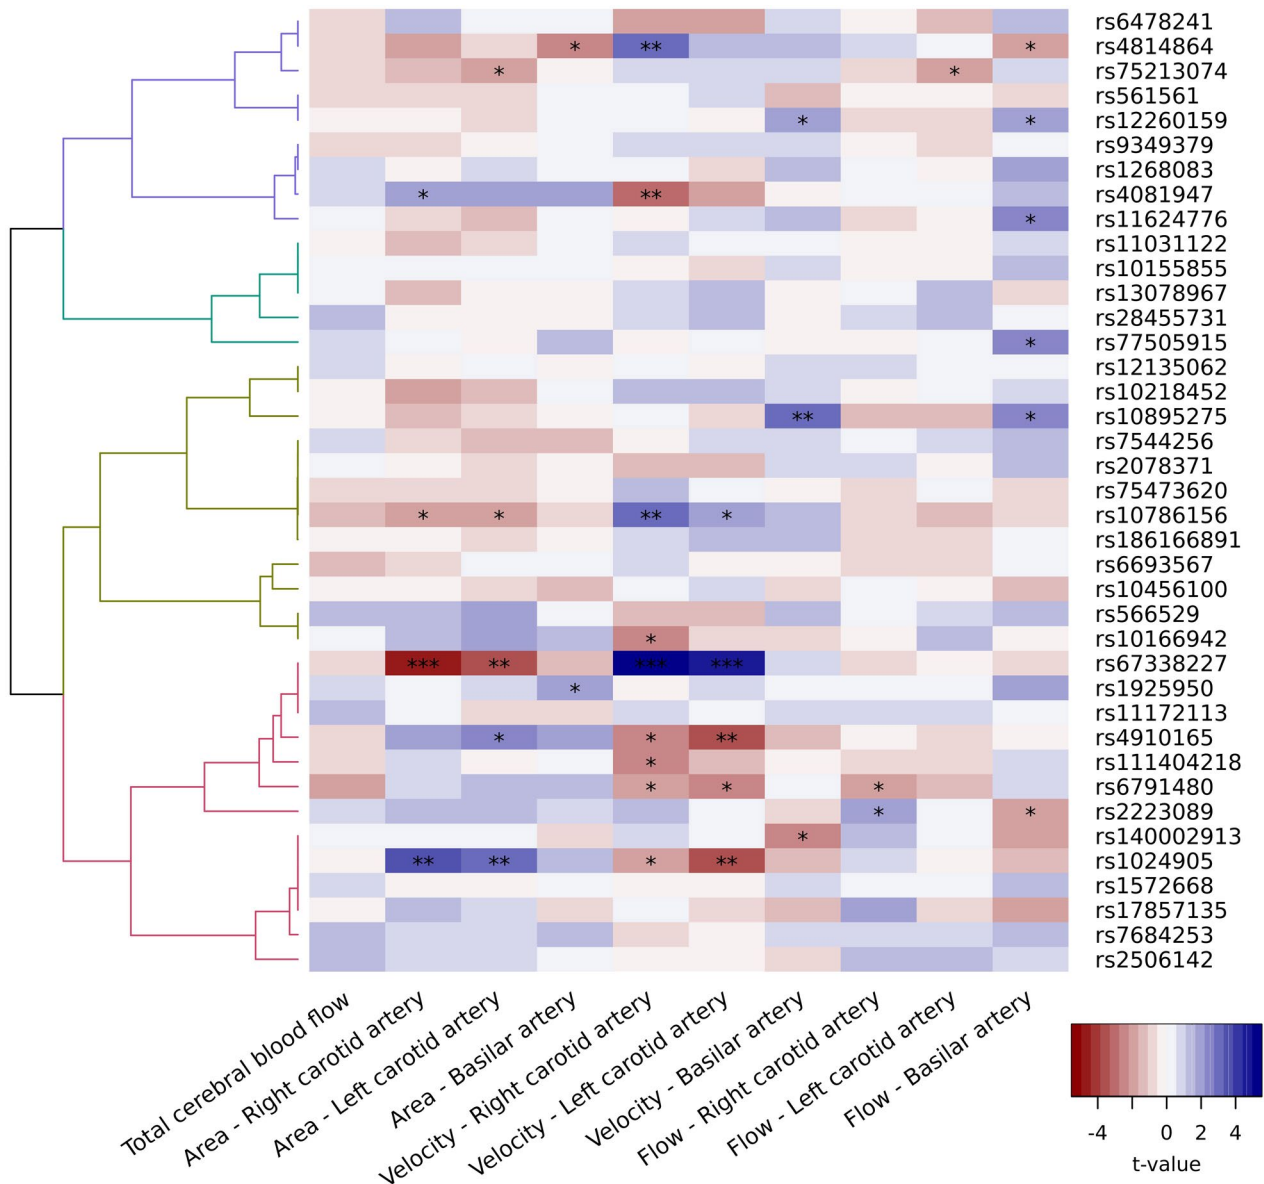 rs6478241
* ** * rs4814864
* * rs75213074
rs561561
* * rs12260159
rs9349379
rs1268083
* ** rs4081947
* rs11624776
rs11031122
rs10155855
rs13078967
rs28455731
* rs77505915
rs12135062
rs10218452
** * rs10895275
rs7544256
rs2078371
rs75473620
* * ** * rs10786156
rs186166891
rs6693567
rs10456100
rs566529
* rs10166942
*** ** *** *** rs67338227
* rs1925950
rs11172113
* * ** rs4910165
* rs111404218
* * * rs6791480
* * rs2223089
* rs140002913
** ** * ** rs1024905
rs1572668
rs17857135
rs7684253
rs2506142
Total cerebral blood flow
Area - Right carotid artery
Area - Left carotid artery
Area - Basilar artery
Velocity - Right carotid artery
Velocity - Left carotid artery
Velocity - Basilar artery
Flow - Right carotid artery
Flow - Left carotid artery
Flow - Basilar artery
-4 0 2 4
t-value